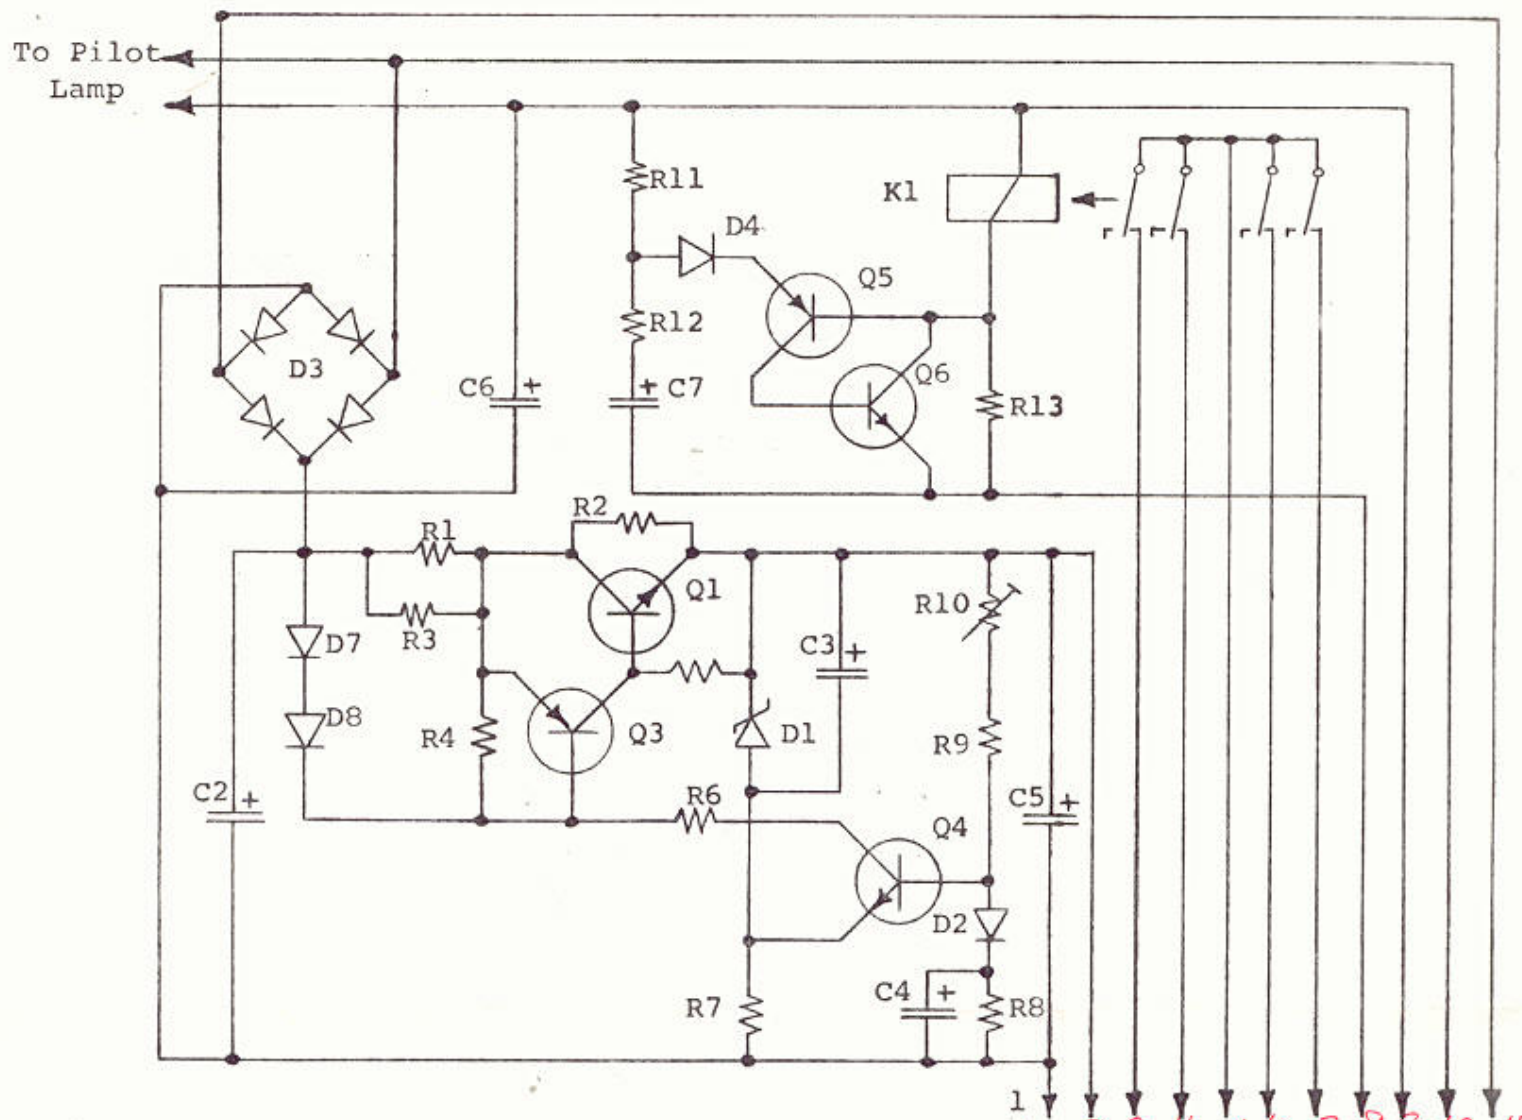 To Pilot
Lamp
R11
K1
D4
Q5
R12
D3
C6 +
+ C7
Q6
R13
R2
R1
Q1
R10
R3
D7
C3 +
D8
R4
Q3
D1
R9
C2 +
R6
C5 +
Q4
D2
C4 +
R7
R8
1